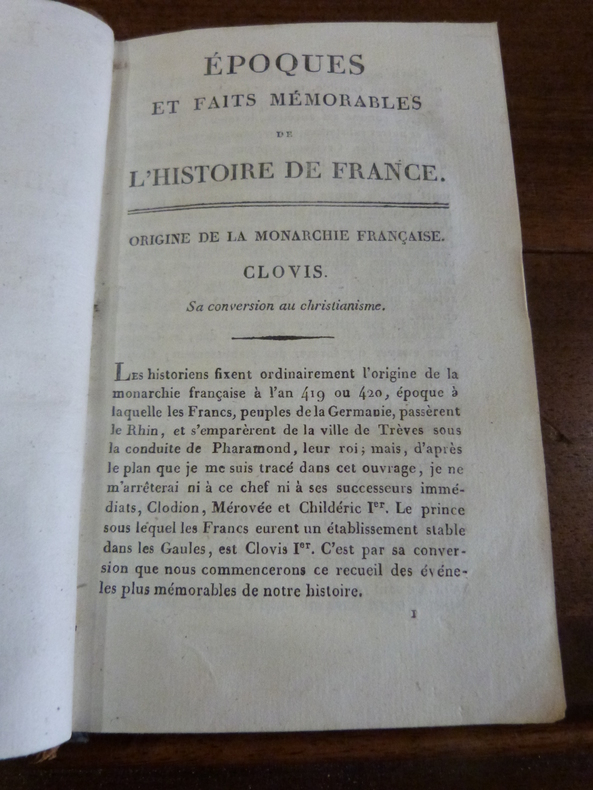 ÉPOQUES
ET FAITS MÉMORABLES
DE
L'HISTOIRE DE FRANCE.
ORIGINE DE LA MONARCHIE FRANÇAISE.
CLOVIS.
Sa conversion au christianisme.
LES historiens fixent ordinairement l'origine de la
monarchie française à l'an 419 ou 420, époque à
laquelle les Francs, peuples de la Germanie, passèrent
le Rhin, et s'emparèrent de la ville de Trèves sous
la conduite de Pharamond, leur roi; mais, d'après
le plan que je me suis tracé dans cet ouvrage, je ne
m'arrêterai ni à ce chef ni à ses successeurs immé-
diats, Clodion, Mérovée et Childéric Ier. Le prince
sous lequel les Francs eurent un établissement stable
dans les Gaules, est Clovis Ier. C'est par sa conver-
sion que nous commencerons ce recueil des événe-
les plus mémorables de notre histoire.
1